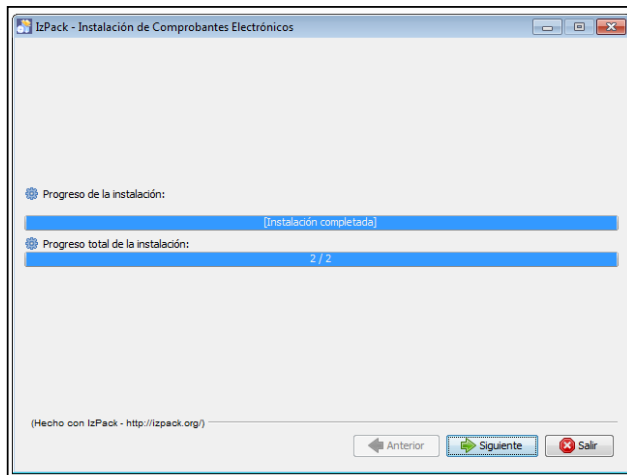 IzPack - Instalación de Comprobantes Electrónicos
Progreso de la instalación:
[Instalación completada]
Progreso total de la instalación:
2 / 2
(Hecho con IzPack - http://izpack.org/)
Anterior Siguiente Salir